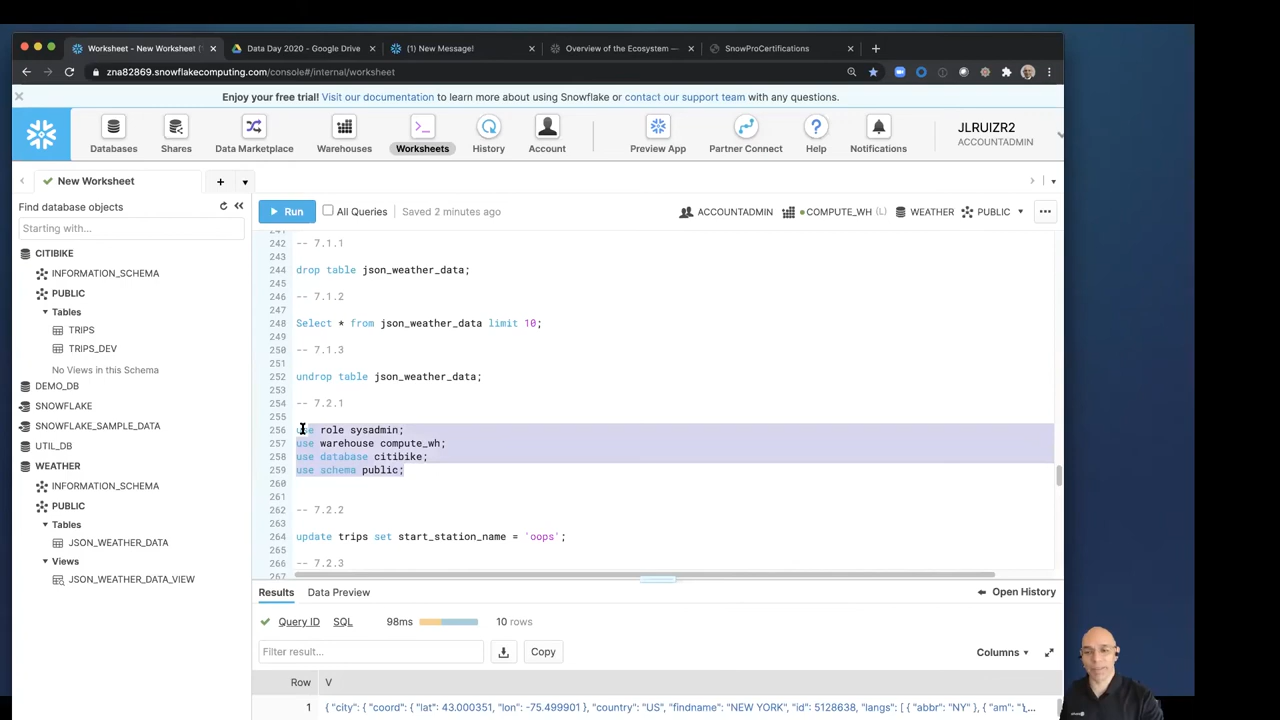 Worksheet - New Worksheet (
Data Day 2020 - Google Drive
(1) New Message!
Overview of the Ecosystem —
SnowProCertifications
zna82869.snowflakecomputing.com/console#/internal/worksheet
Enjoy your free trial! Visit our documentation to learn more about using Snowflake or contact our support team with any questions.
Databases
Shares
Data Marketplace
Warehouses
Worksheets
History
Account
Preview App
Partner Connect
Help
Notifications
JLRUIZR2
ACCOUNTADMIN
New Worksheet
Find database objects
Starting with...
Run
All Queries
Saved 2 minutes ago
ACCOUNTADMIN
COMPUTE_WH (L)
WEATHER
PUBLIC
CITIBIKE
INFORMATION_SCHEMA
PUBLIC
Tables
TRIPS
TRIPS_DEV
No Views in this Schema
DEMO_DB
SNOWFLAKE
SNOWFLAKE_SAMPLE_DATA
UTIL_DB
WEATHER
INFORMATION_SCHEMA
PUBLIC
Tables
JSON_WEATHER_DATA
Views
JSON_WEATHER_DATA_VIEW
241
242 -- 7.1.1
243
244 drop table json_weather_data;
245
246 -- 7.1.2
247
248 Select * from json_weather_data limit 10;
249
250 -- 7.1.3
251
252 undrop table json_weather_data;
253
254 -- 7.2.1
255
256 use role sysadmin;
257 use warehouse compute_wh;
258 use database citibike;
259 use schema public;
260
261
262 -- 7.2.2
263
264 update trips set start_station_name = 'oops';
265
266 -- 7.2.3
267
Results
Data Preview
Open History
Query ID
SQL
98ms
10 rows
Filter result...
Copy
Columns
Row
V
1
{ "city": { "coord": { "lat": 43.000351, "lon": -75.499901 }, "country": "US", "findname": "NEW YORK", "id": 5128638, "langs": [ { "abbr": "NY" }, { "am": "ኒ...